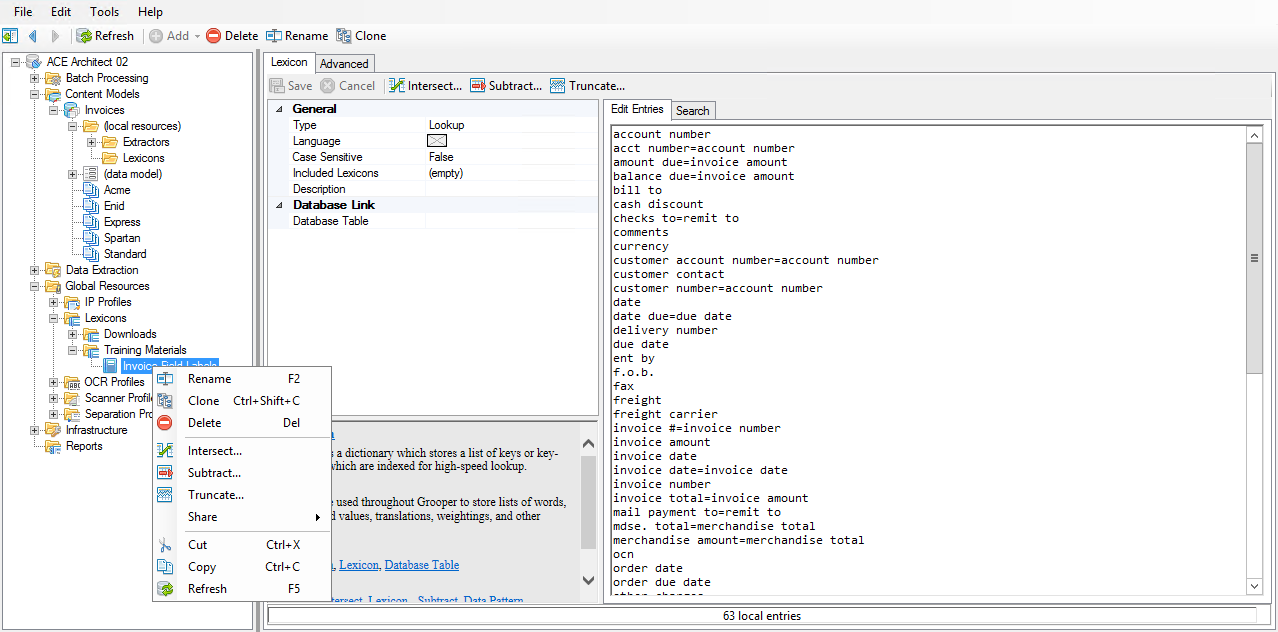 File Edit Tools Help
Refresh Add Delete Rename Clone
ACE Architect 02
Batch Processing
Content Models
Invoices
(local resources)
Extractors
Lexicons
(data model)
Acme
Enid
Express
Spartan
Standard
Data Extraction
Global Resources
IP Profiles
Lexicons
Downloads
Training Materials
Invoice Field Labels
OCR Profiles
Scanner Profile
Separation Pro
Infrastructure
Reports
Rename F2
Clone Ctrl+Shift+C
Delete Del
Intersect...
Subtract...
Truncate...
Share
Cut Ctrl+X
Copy Ctrl+C
Refresh F5
Lexicon Advanced
Save Cancel Intersect... Subtract... Truncate...
General
Type Lookup
Language
Case Sensitive False
Included Lexicons (empty)
Description
Database Link
Database Table
a dictionary which stores a list of keys or key-
which are indexed for high-speed lookup.
used throughout Grooper to store lists of words,
values, translations, weightings, and other
, Lexicon, Database Table
Lexicon, Subtract, Data Pattern
Edit Entries Search
account number
acct number=account number
amount due=invoice amount
balance due=invoice amount
bill to
cash discount
checks to=remit to
comments
currency
customer account number=account number
customer contact
customer number=account number
date
date due=due date
delivery number
due date
ent by
f.o.b.
fax
freight
freight carrier
invoice #=invoice number
invoice amount
invoice date
invoice date=invoice date
invoice number
invoice total=invoice amount
mail payment to=remit to
mdse. total=merchandise total
merchandise amount=merchandise total
ocn
order date
order due date
other charges
63 local entries